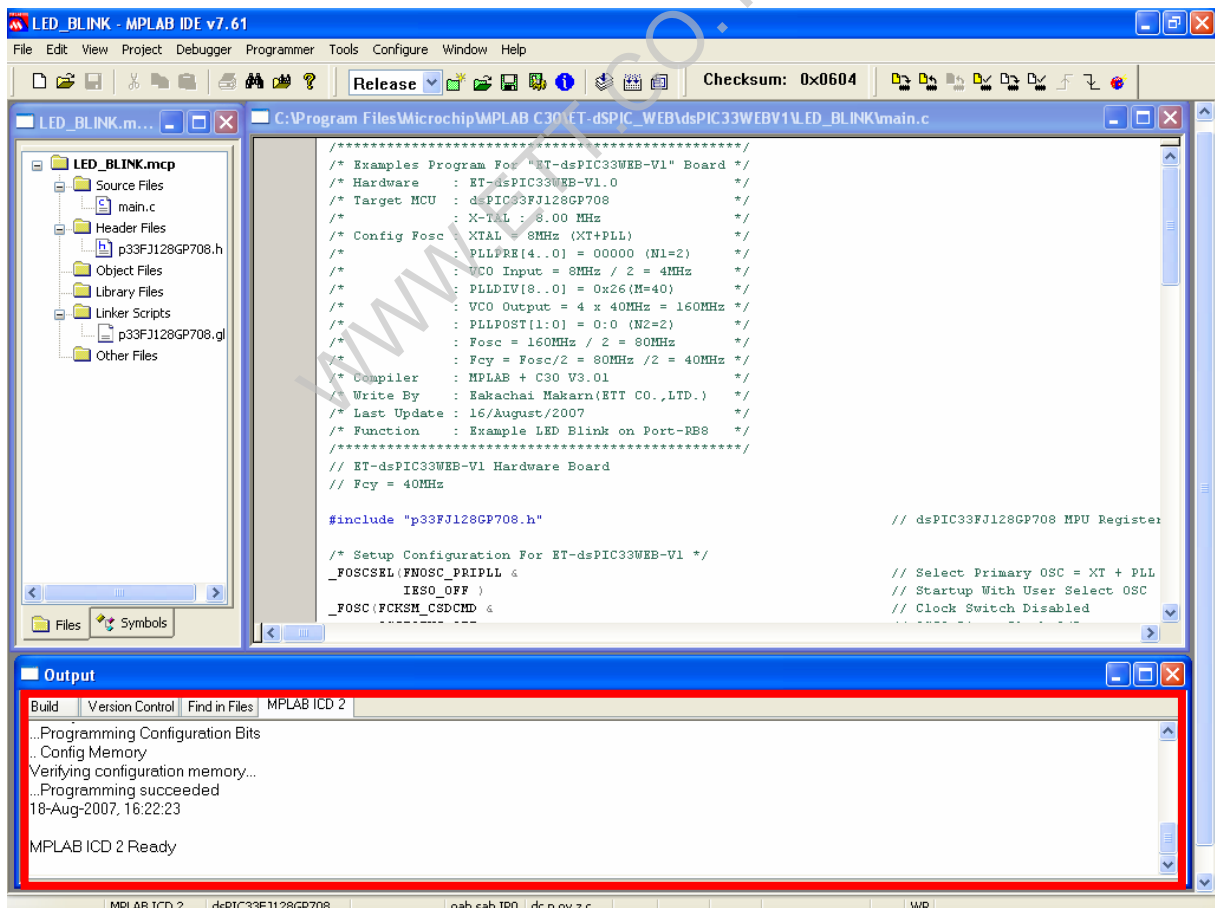 LED_BLINK - MPLAB IDE v7.61
File Edit View Project Debugger Programmer Tools Configure Window Help
Release
Checksum: 0x0604
LED_BLINK.m...
C:\Program Files\Microchip\MPLAB C30\ET-dSPIC_WEB\dsPIC33WEBV1\LED_BLINK\main.c
LED_BLINK.mcp
Source Files
main.c
Header Files
p33FJ128GP708.h
Object Files
Library Files
Linker Scripts
p33FJ128GP708.gl
Other Files
Files Symbols
/*************************************************/
/* Examples Program For "ET-dsPIC33WEB-V1" Board */
/* Hardware : ET-dsPIC33WEB-V1.0 */
/* Target MCU : dsPIC33FJ128GP708 */
/* : X-TAL : 8.00 MHz */
/* Config Fosc : XTAL = 8MHz (XT+PLL) */
/* : PLLPRE[4..0] = 00000 (N1=2) */
/* : VCO Input = 8MHz / 2 = 4MHz */
/* : PLLDIV[8..0] = 0x26(M=40) */
/* : VCO Output = 4 x 40MHz = 160MHz */
/* : PLLPOST[1:0] = 0:0 (N2=2) */
/* : Fosc = 160MHz / 2 = 80MHz */
/* : Fcy = Fosc/2 = 80MHz /2 = 40MHz */
/* Compiler : MPLAB + C30 V3.01 */
/* Write By : Eakachai Makarn(ETT CO.,LTD.) */
/* Last Update : 16/August/2007 */
/* Function : Example LED Blink on Port-RB8 */
/*************************************************/
// ET-dsPIC33WEB-V1 Hardware Board
// Fcy = 40MHz
#include "p33FJ128GP708.h" // dsPIC33FJ128GP708 MPU Register
/* Setup Configuration For ET-dsPIC33WEB-V1 */
_FOSCSEL(FNOSC_PRIPLL & // Select Primary OSC = XT + PLL
IESO_OFF ) // Startup With User Select OSC
_FOSC(FCKSM_CSDCMD & // Clock Switch Disabled
Output
Build Version Control Find in Files MPLAB ICD 2
...Programming Configuration Bits
.. Config Memory
Verifying configuration memory...
...Programming succeeded
18-Aug-2007, 16:22:23
MPLAB ICD 2 Ready
MPLAB ICD 2 dsPIC33FJ128GP708 oab sab IP0 dc n ov z c WR
WWW.ETT.CO.